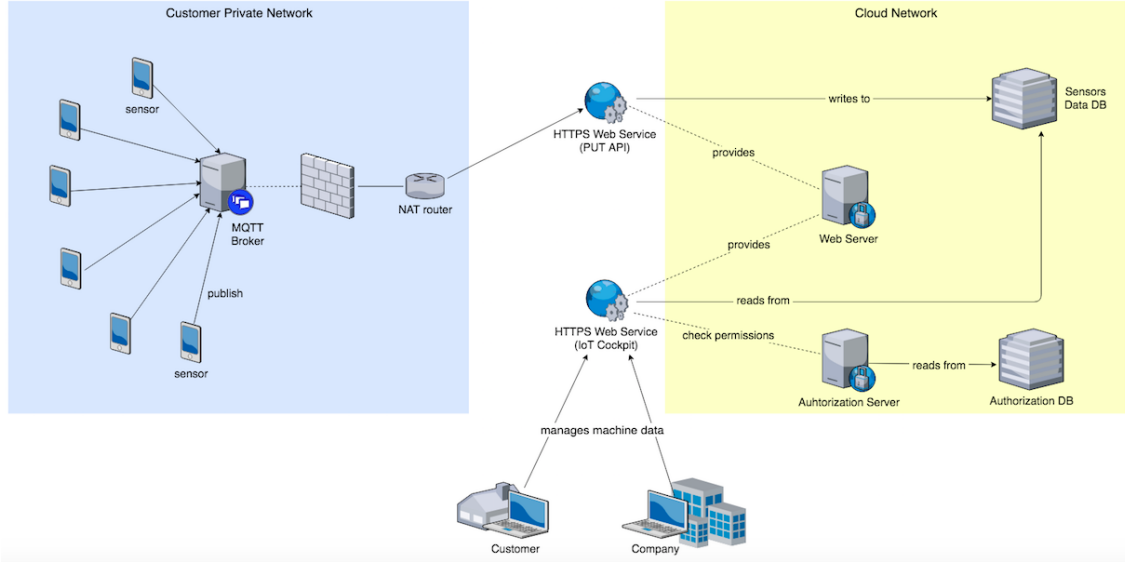 Customer Private Network
Cloud Network
sensor
MQTT
Broker
publish
sensor
NAT router
HTTPS Web Service
(PUT API)
writes to
Sensors
Data DB
provides
Web Server
provides
HTTPS Web Service
(IoT Cockpit)
reads from
check permissions
Auhtorization Server
reads from
Authorization DB
manages machine data
Customer
Company